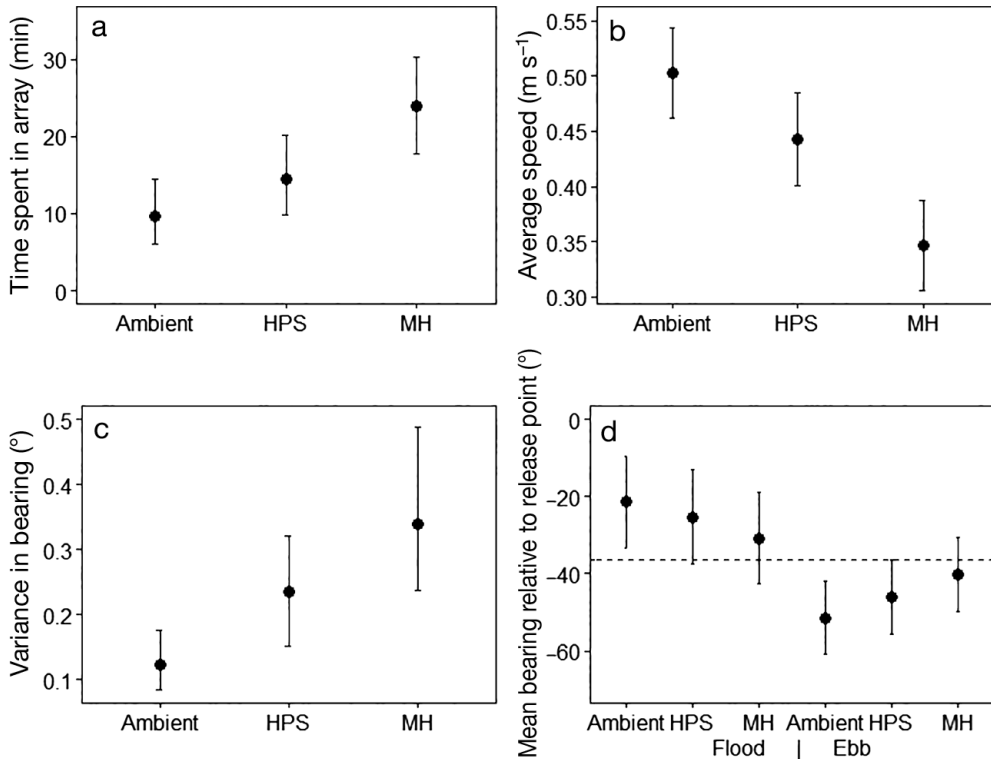 a
Time spent in array (min)
30
20
10
0
Ambient HPS MH
b
Average speed (m s⁻¹)
0.55
0.50
0.45
0.40
0.35
0.30
Ambient HPS MH
c
Variance in bearing (°)
0.5
0.4
0.3
0.2
0.1
Ambient HPS MH
d
Mean bearing relative to release point (°)
0
−20
−40
−60
Ambient HPS MH Ambient HPS MH
Flood | Ebb